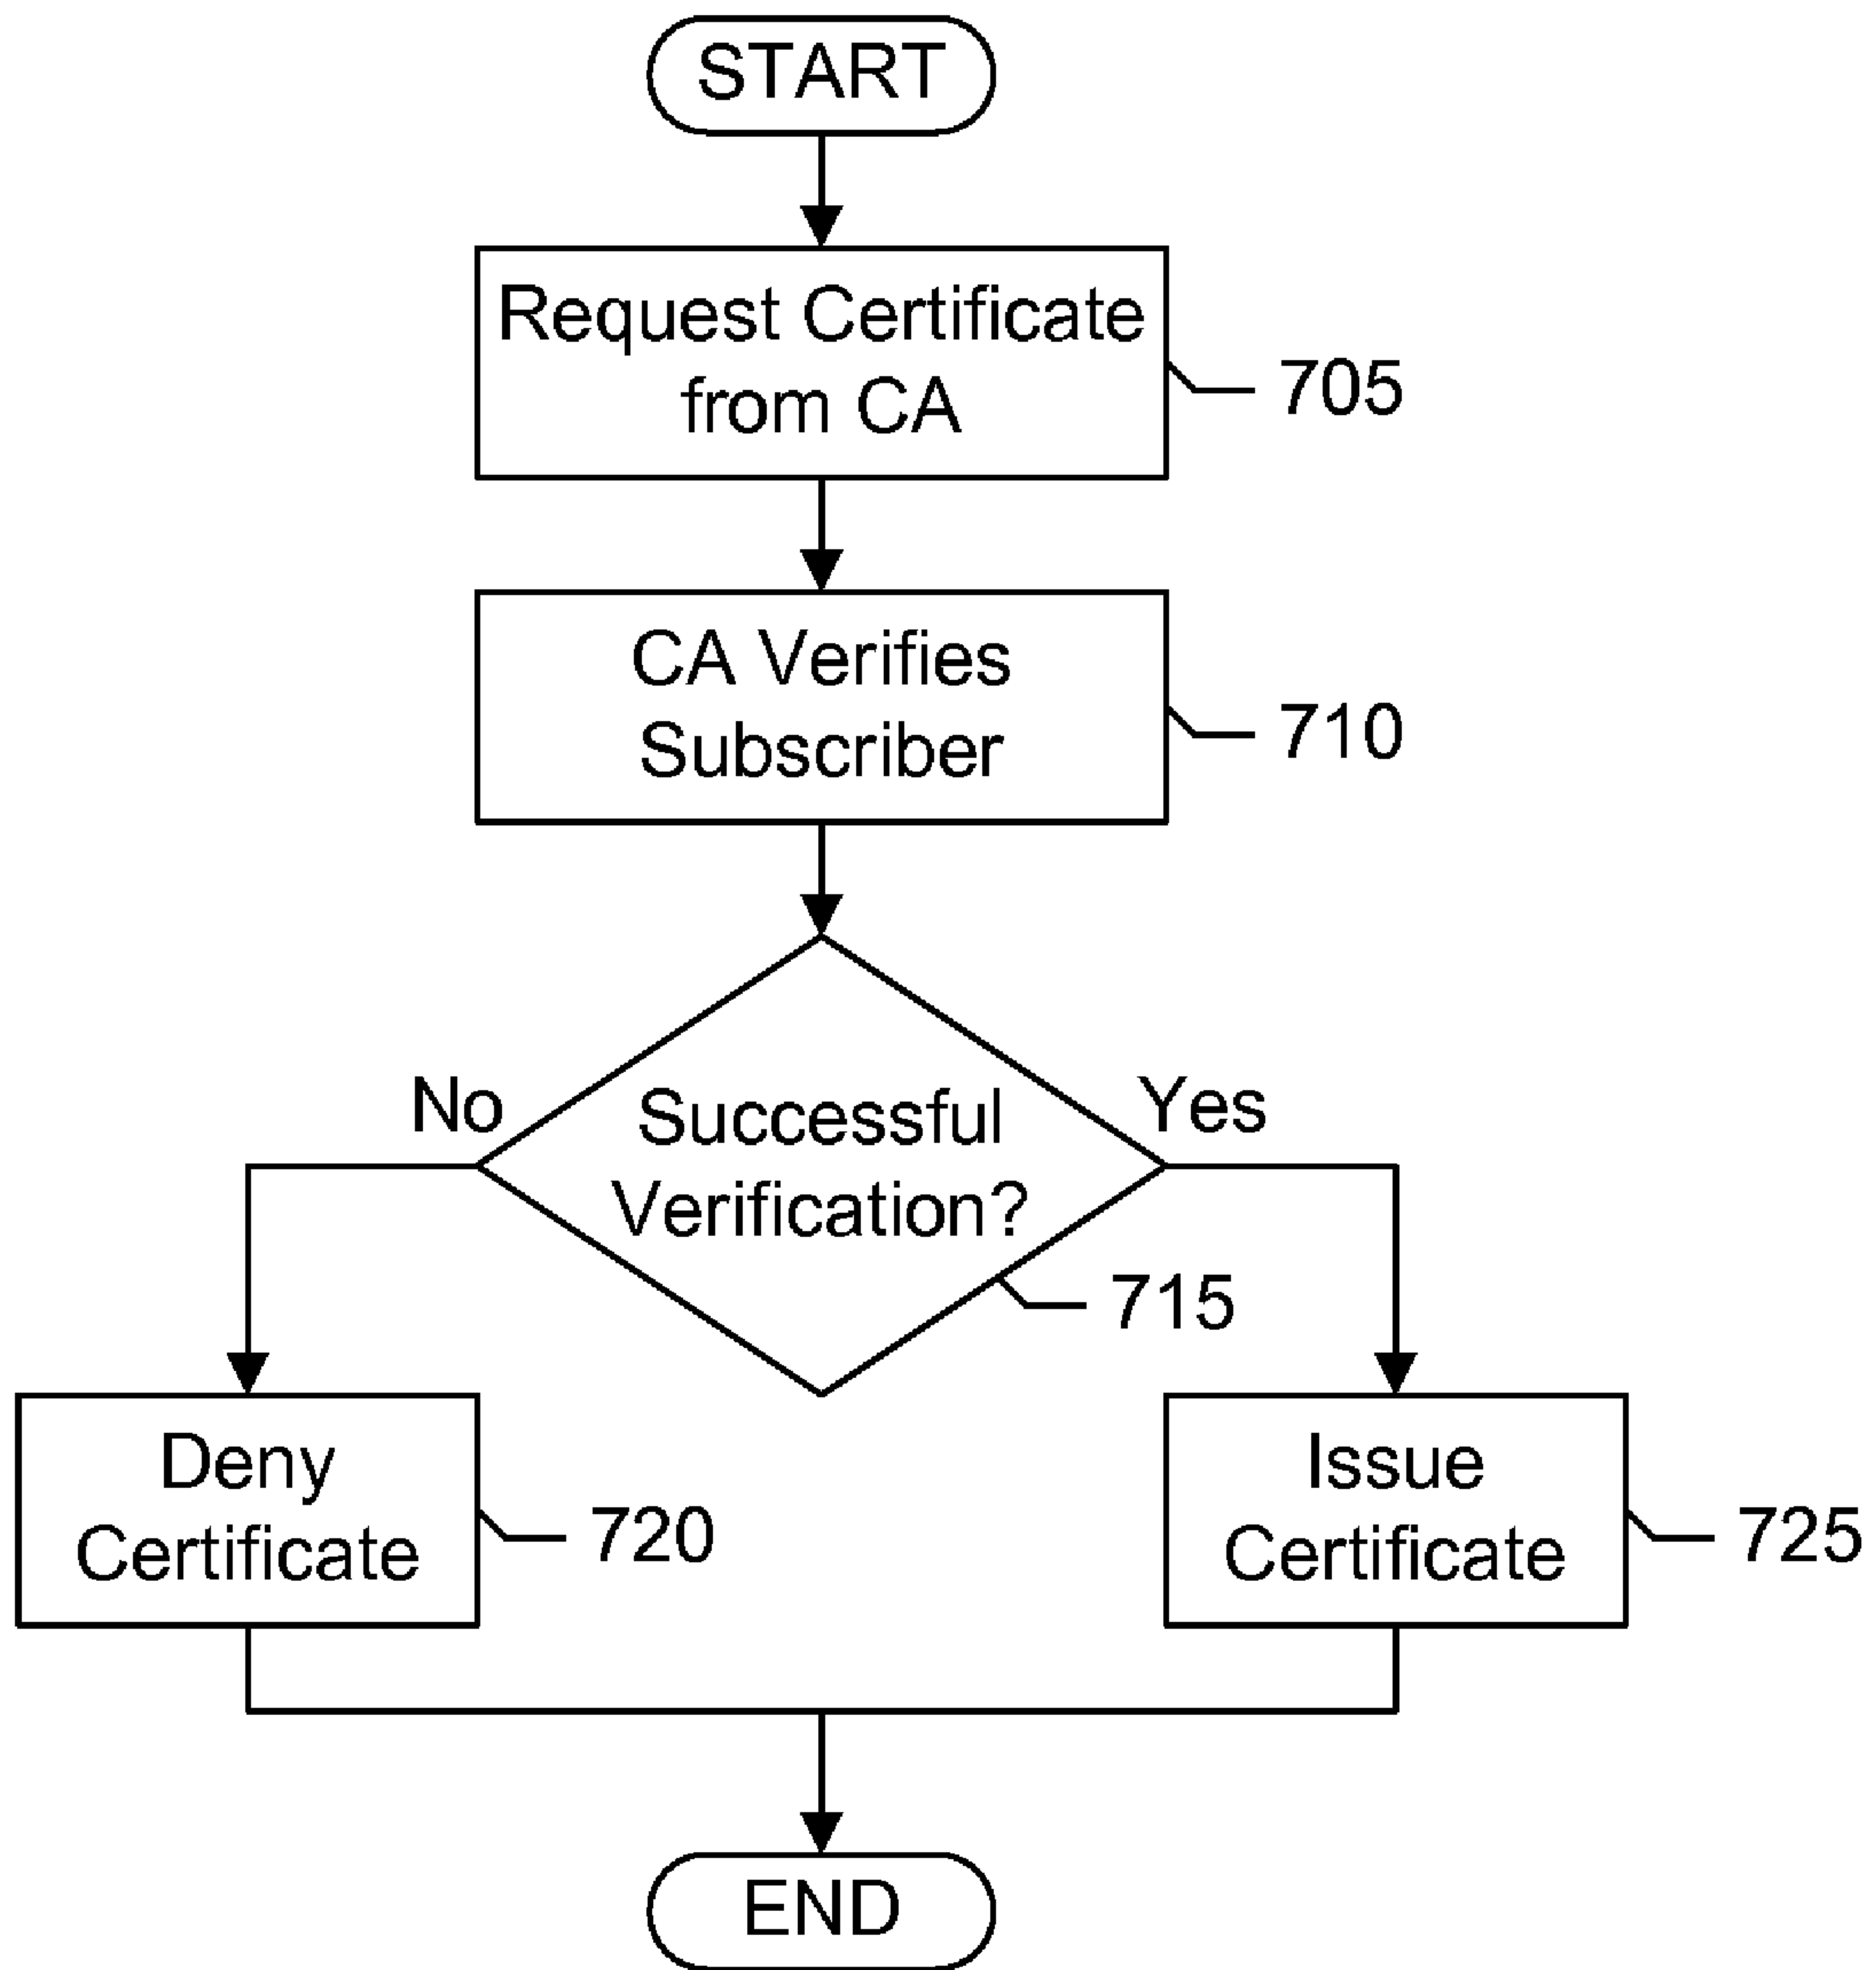 START
Request Certificate
from CA
705
CA Verifies
Subscriber
710
No
Successful
Verification?
Yes
715
Deny
Certificate
720
Issue
Certificate
725
END